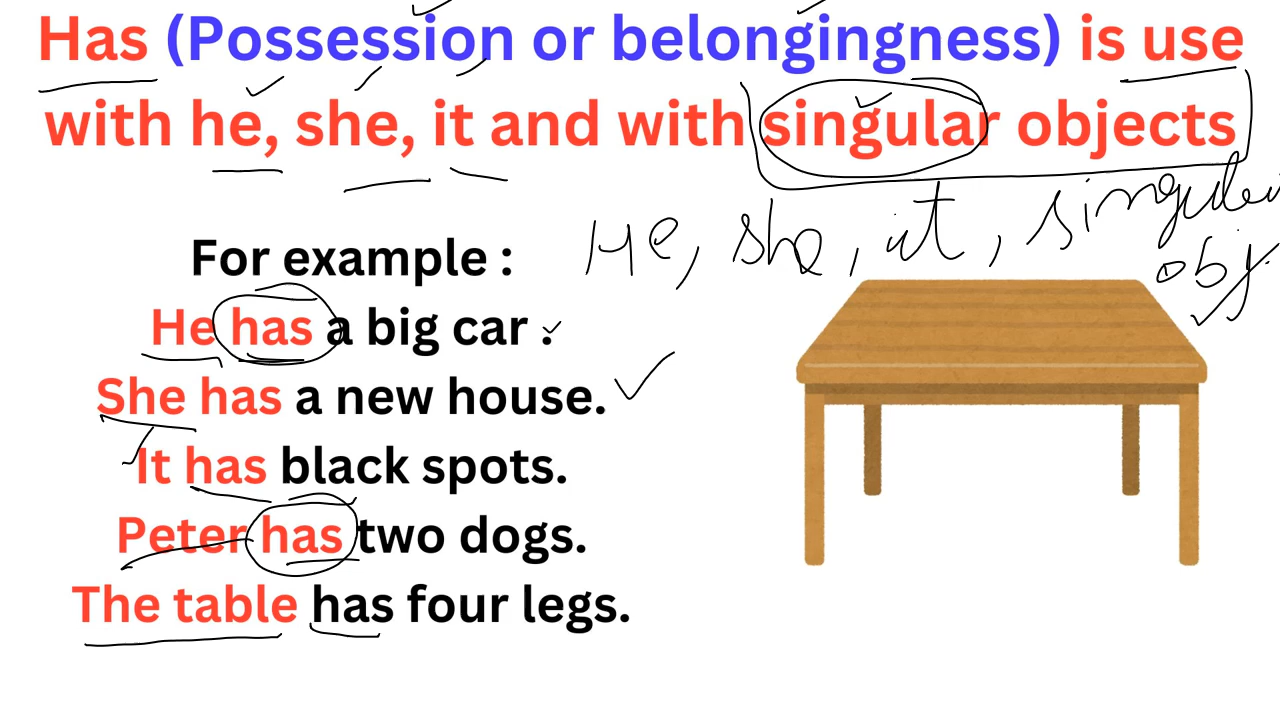 Has (Possession or belongingness) is use
with he, she, it and with singular objects
He, she, it, singular
obj.
For example :
He has a big car .
She has a new house.
It has black spots.
Peter has two dogs.
The table has four legs.